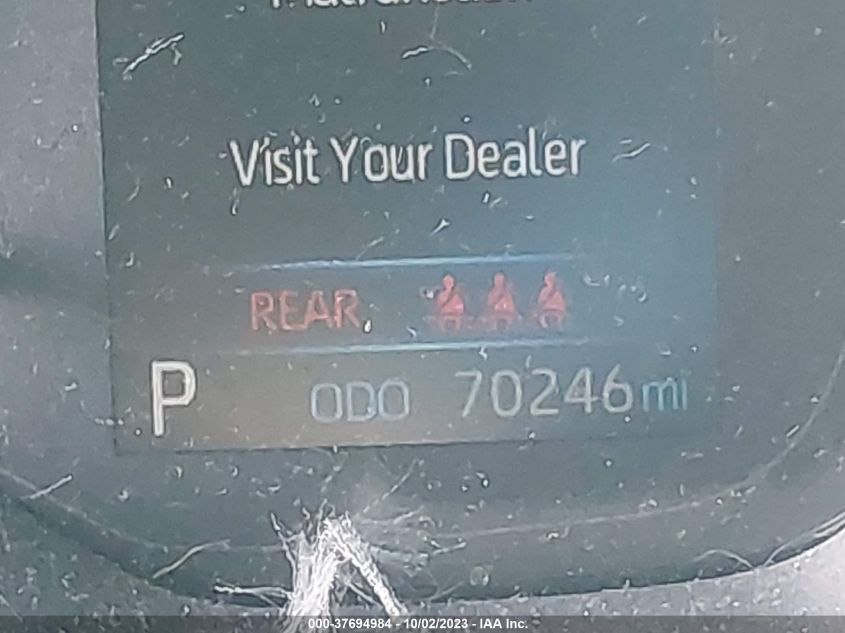 Visit Your Dealer
REAR
P ODO 70246 mi
000-37694984 - 10/02/2023 - IAA Inc.